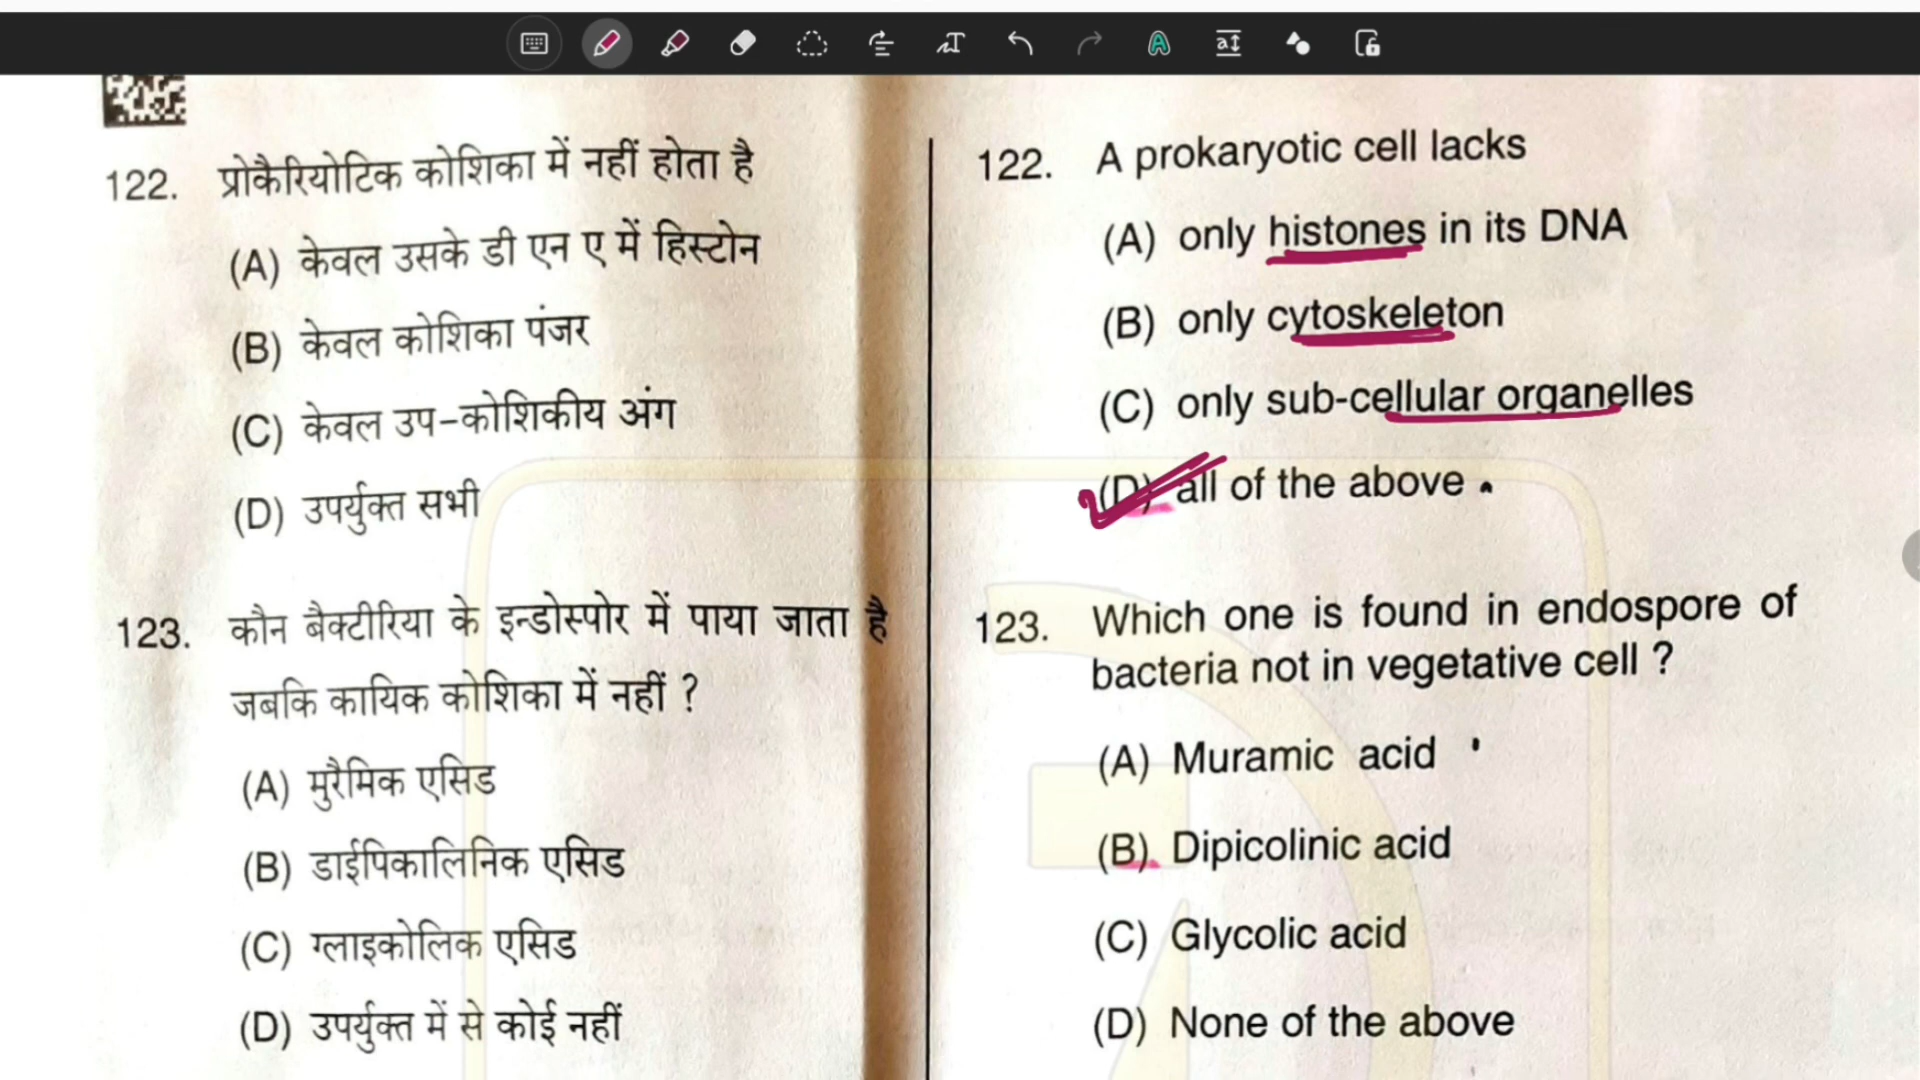 122. प्रोकैरियोटिक कोशिका में नहीं होता है
(A) केवल उसके डी एन ए में हिस्टोन
(B) केवल कोशिका पंजर
(C) केवल उप-कोशिकीय अंग
(D) उपर्युक्त सभी
123. कौन बैक्टीरिया के इन्डोस्पोर में पाया जाता है
जबकि कायिक कोशिका में नहीं ?
(A) मुरैमिक एसिड
(B) डाईपिकालिनिक एसिड
(C) ग्लाइकोलिक एसिड
(D) उपर्युक्त में से कोई नहीं
122. A prokaryotic cell lacks
(A) only histones in its DNA
(B) only cytoskeleton
(C) only sub-cellular organelles
(D) all of the above
123. Which one is found in endospore of
bacteria not in vegetative cell ?
(A) Muramic acid
(B) Dipicolinic acid
(C) Glycolic acid
(D) None of the above